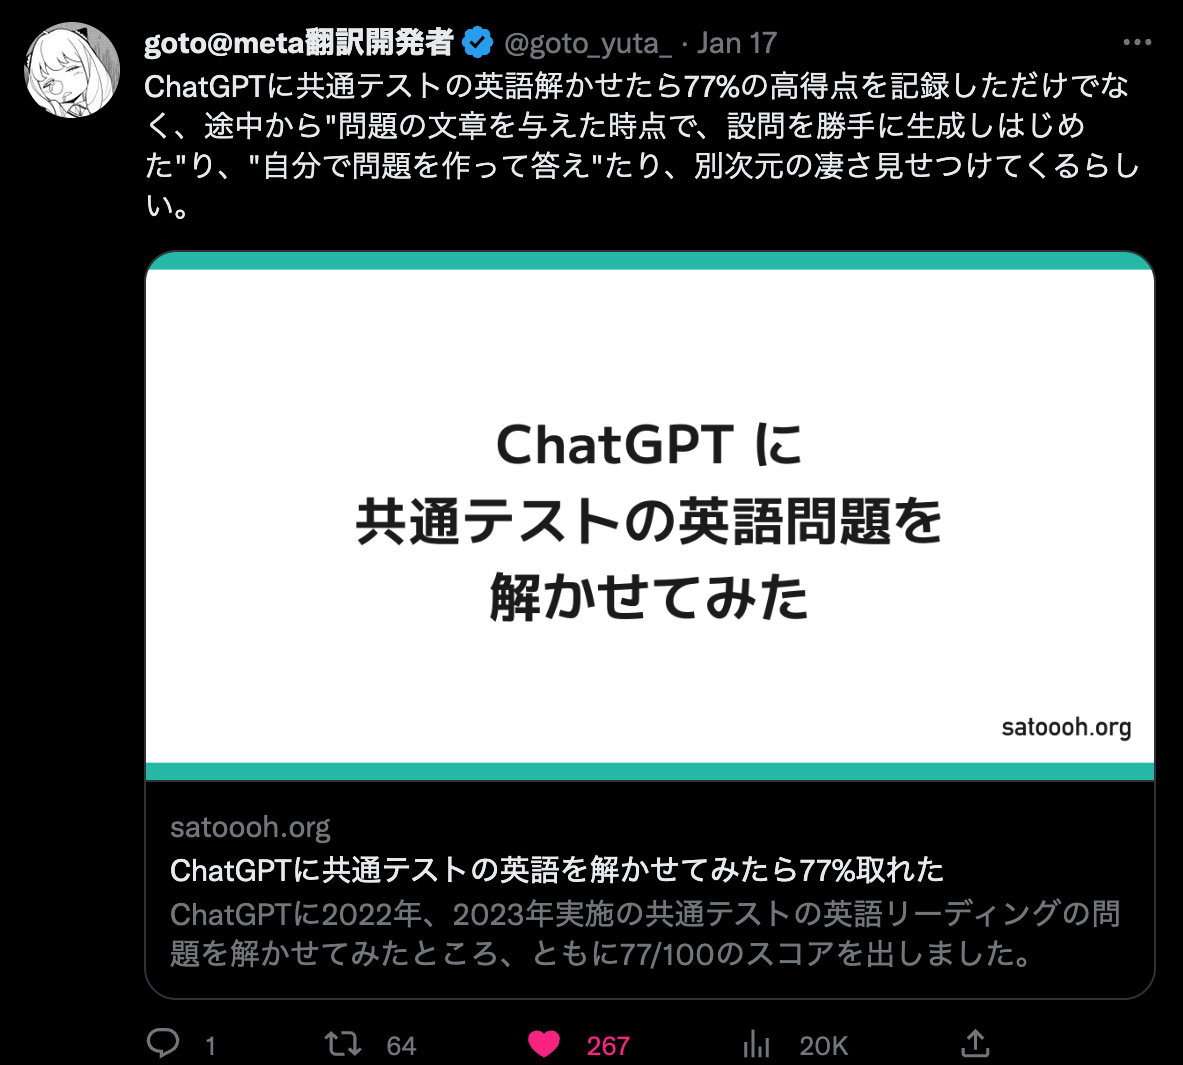 goto@meta翻訳開発者 @goto_yuta_ · Jan 17
ChatGPTに共通テストの英語解かせたら77%の高得点を記録しただけでな
く、途中から"問題の文章を与えた時点で、設問を勝手に生成しはじめ
た"り、"自分で問題を作って答え"たり、別次元の凄さ見せつけてくるらし
い。
ChatGPT に
共通テストの英語問題を
解かせてみた
satoooh.org
satoooh.org
ChatGPTに共通テストの英語を解かせてみたら77%取れた
ChatGPTに2022年、2023年実施の共通テストの英語リーディングの問
題を解かせてみたところ、ともに77/100のスコアを出しました。
1 64 267 20K